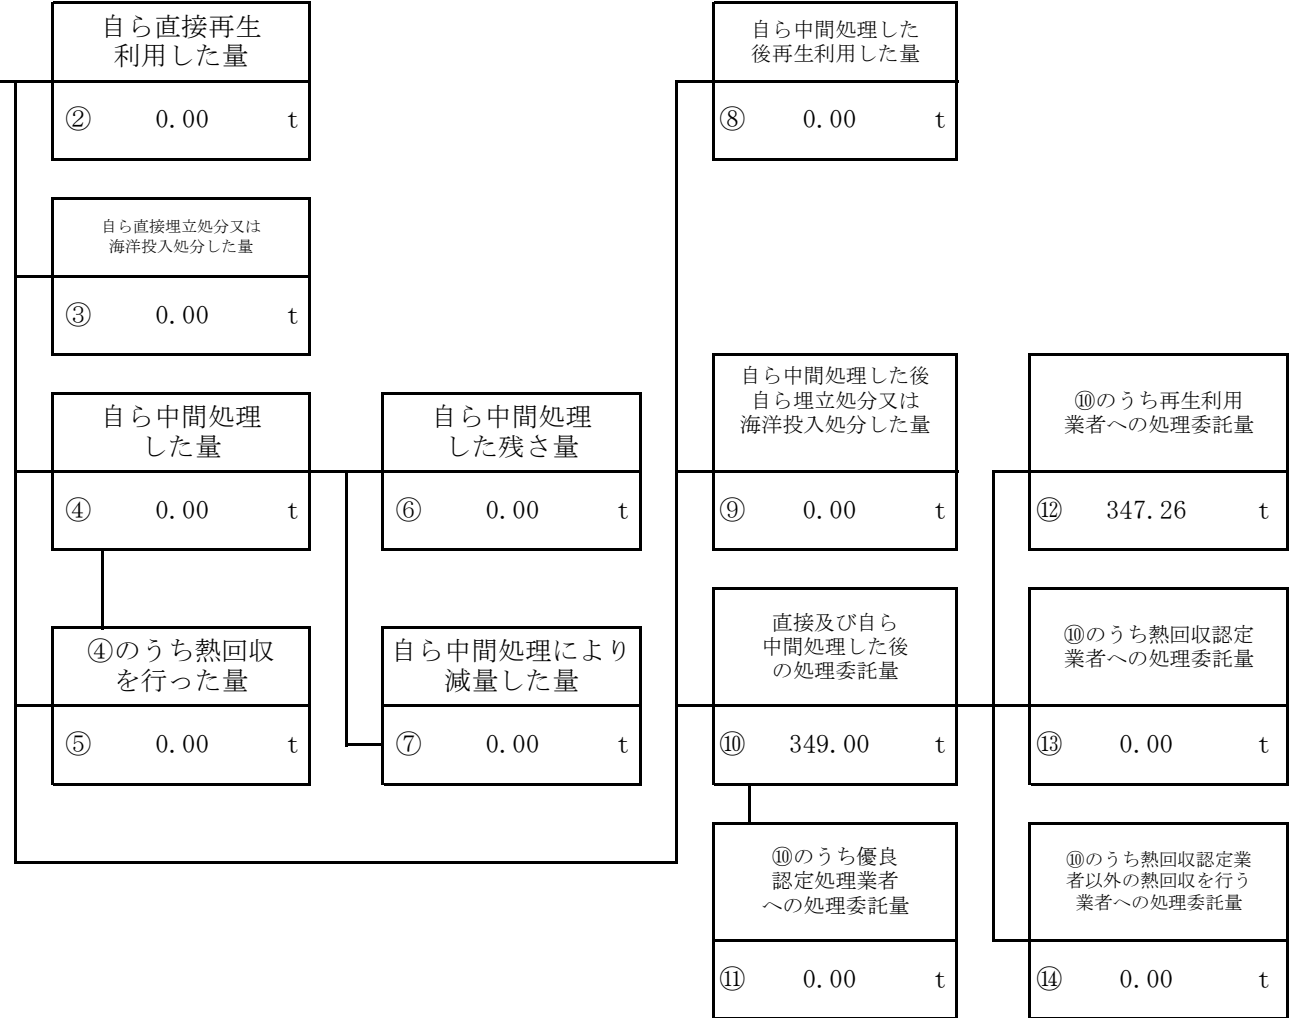 自ら直接再生
利用した量
② 0.00 t
自ら直接埋立処分又は
海洋投入処分した量
③ 0.00 t
自ら中間処理
した量
④ 0.00 t
④のうち熱回収
を行った量
⑤ 0.00 t
自ら中間処理
した残さ量
⑥ 0.00 t
自ら中間処理により
減量した量
⑦ 0.00 t
自ら中間処理した
後再生利用した量
⑧ 0.00 t
自ら中間処理した後
自ら埋立処分又は
海洋投入処分した量
⑨ 0.00 t
直接及び自ら
中間処理した後
の処理委託量
⑩ 349.00 t
⑩のうち優良
認定処理業者
への処理委託量
⑪ 0.00 t
⑩のうち再生利用
業者への処理委託量
⑫ 347.26 t
⑩のうち熱回収認定
業者への処理委託量
⑬ 0.00 t
⑩のうち熱回収認定業
者以外の熱回収を行う
業者への処理委託量
⑭ 0.00 t